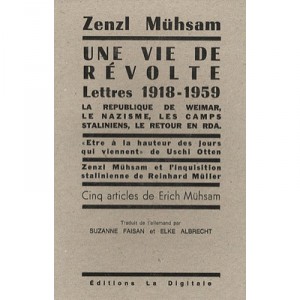 Zenzl Mühsam
UNE VIE DE
RÉVOLTE
Lettres 1918-1959
LA REPUBLIQUE DE WEIMAR,
LE NAZISME, LES CAMPS
STALINIENS, LE RETOUR EN RDA.
«Etre à la hauteur des jours
qui viennent» de Uschi Otten
Zenzl Mühsam et l'inquisition
stalinienne de Reinhard Müller
Cinq articles de Erich Mühsam
Traduit de l'allemand par
SUZANNE FAISAN et ELKE ALBRECHT
Éditions La Digitale